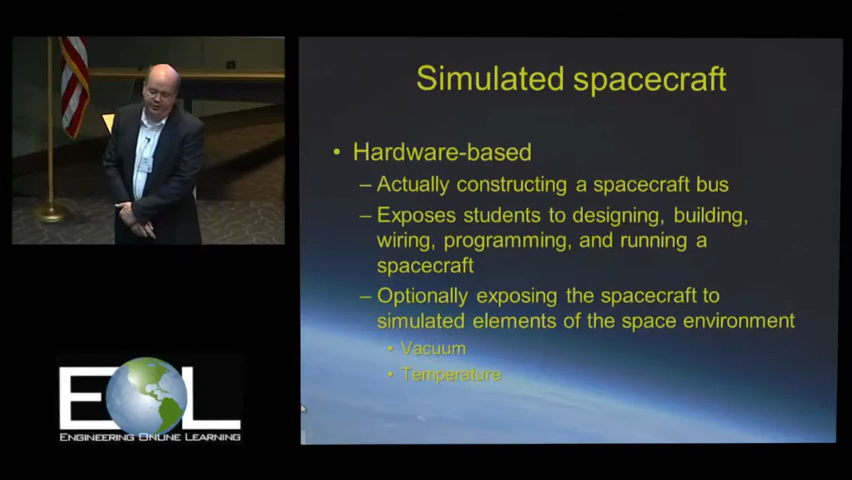 Simulated spacecraft
• Hardware-based
– Actually constructing a spacecraft bus
– Exposes students to designing, building,
wiring, programming, and running a
spacecraft
– Optionally exposing the spacecraft to
simulated elements of the space environment
• Vacuum
• Temperature
EOL
ENGINEERING ONLINE LEARNING